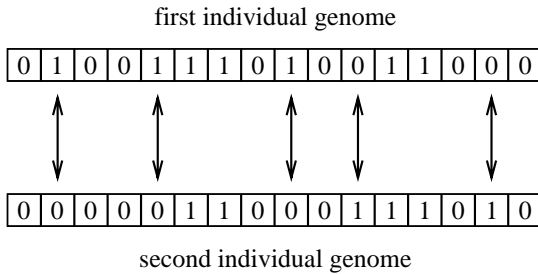 first individual genome
0 1 0 0 1 1 1 0 1 0 0 1 1 0 0 0
0 0 0 0 0 1 1 0 0 0 1 1 1 0 1 0
second individual genome